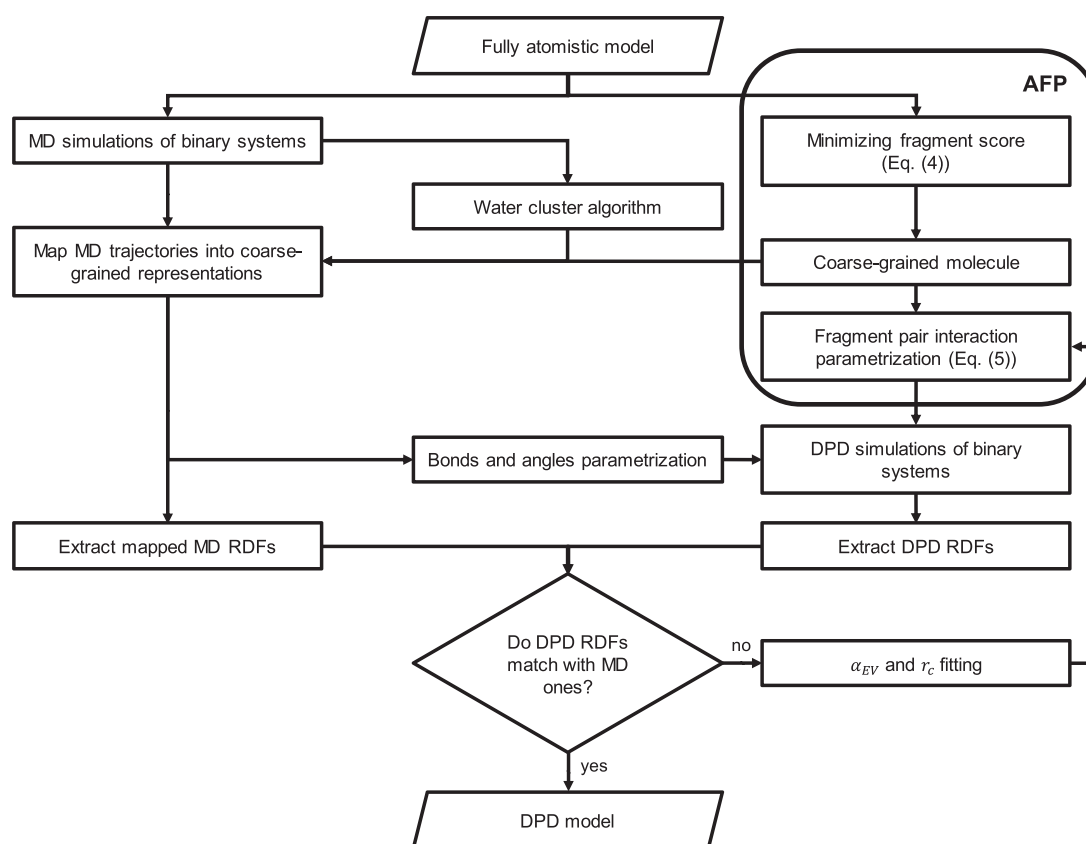 Fully atomistic model
AFP
MD simulations of binary systems
Minimizing fragment score
(Eq. (4))
Water cluster algorithm
Map MD trajectories into coarse-
grained representations
Coarse-grained molecule
Fragment pair interaction
parametrization (Eq. (5))
Bonds and angles parametrization
DPD simulations of binary
systems
Extract mapped MD RDFs
Extract DPD RDFs
Do DPD RDFs
match with MD
ones?
no
α_EV and r_c fitting
yes
DPD model